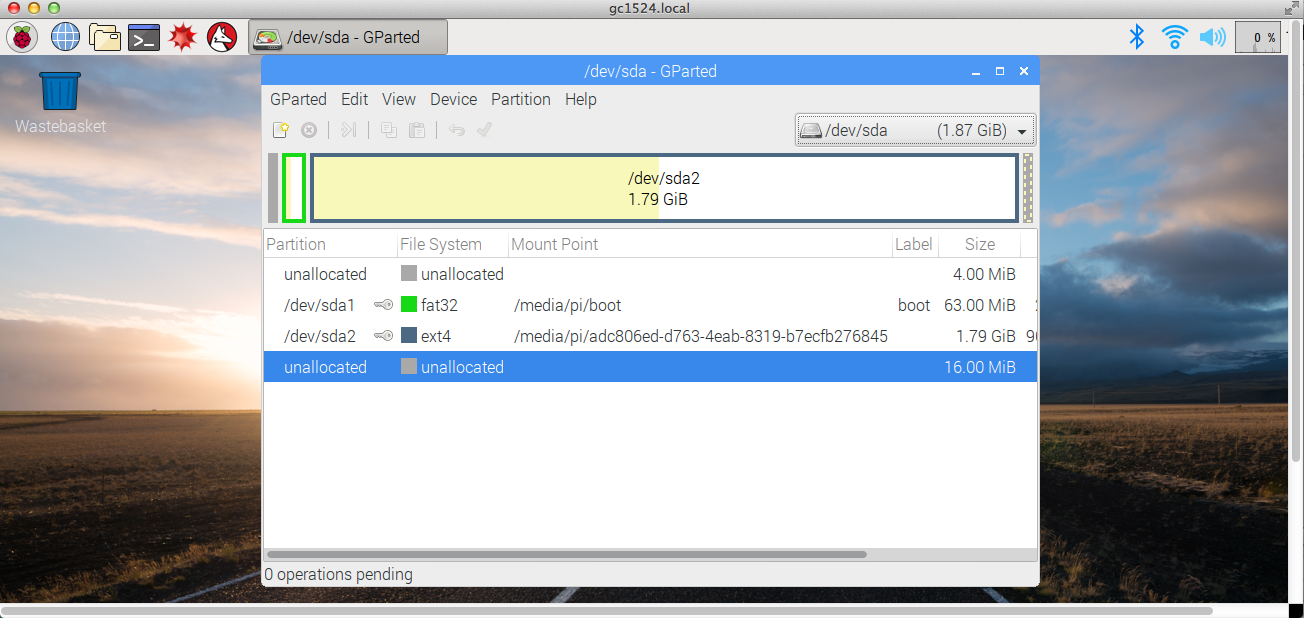 gc1524.local
/dev/sda - GParted
0 %
Wastebasket
/dev/sda - GParted
GParted Edit View Device Partition Help
/dev/sda (1.87 GiB)
/dev/sda2
1.79 GiB
Partition File System Mount Point Label Size
unallocated unallocated 4.00 MiB
/dev/sda1 fat32 /media/pi/boot boot 63.00 MiB
/dev/sda2 ext4 /media/pi/adc806ed-d763-4eab-8319-b7ecfb276845 1.79 GiB
unallocated unallocated 16.00 MiB
0 operations pending